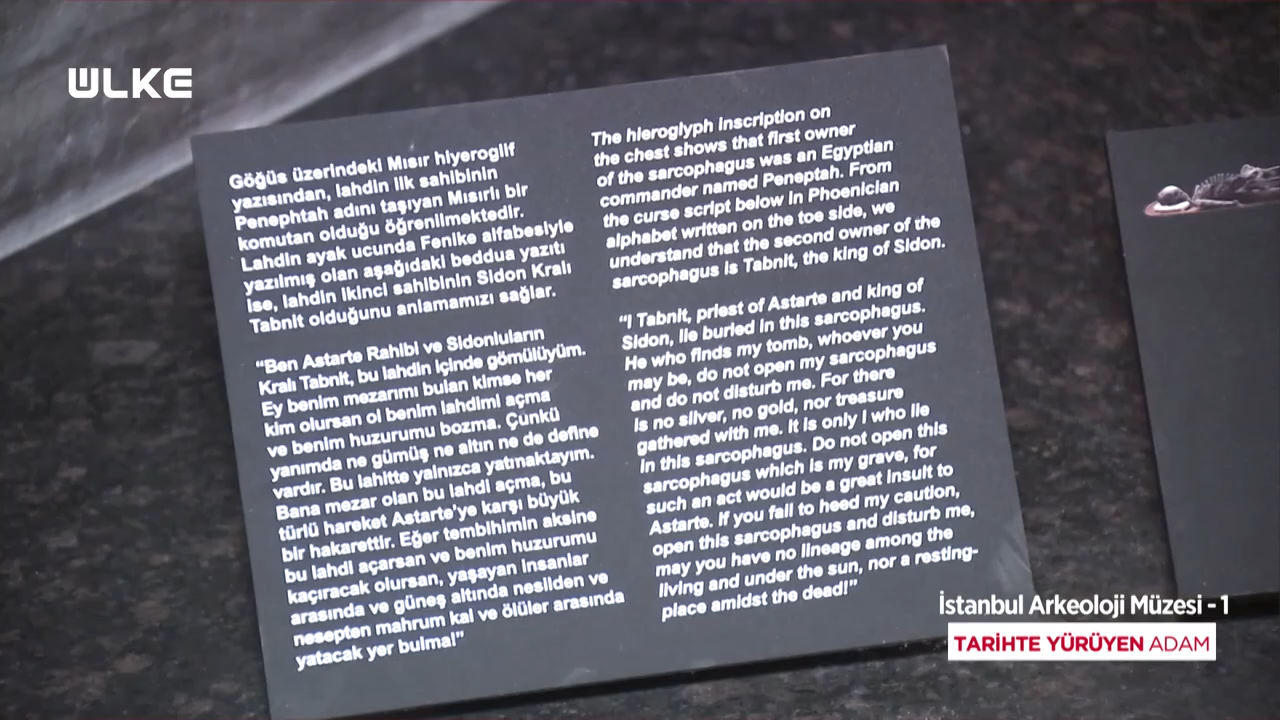 ÜLKE
Göğüs üzerindeki Mısır hiyeroglif
yazısından, lahdin ilk sahibinin
Penephtah adını taşıyan Mısırlı bir
komutan olduğu öğrenilmektedir.
Lahdin ayak ucunda Fenike alfabesiyle
yazılmış olan aşağıdaki beddua yazıtı
ise, lahdin ikinci sahibinin Sidon Kralı
Tabnit olduğunu anlamamızı sağlar.
“Ben Astarte Rahibi ve Sidonluların
Kralı Tabnit, bu lahdin içinde gömülüyüm.
Ey benim mezarımı bulan kimse her
kim olursan ol benim lahdimi açma
ve benim huzurumu bozma. Çünkü
yanımda ne gümüş ne altın ne de define
vardır. Bu lahitte yalnızca yatmaktayım.
Bana mezar olan bu lahdi açma, bu
türlü hareket Astarte'ye karşı büyük
bir hakarettir. Eğer tembihimin aksine
bu lahdi açarsan ve benim huzurumu
kaçıracak olursan, yaşayan insanlar
arasında ve güneş altında nesilden ve
nesepten mahrum kal ve ölüler arasında
yatacak yer bulma!”
The hieroglyph inscription on
the chest shows that first owner
of the sarcophagus was an Egyptian
commander named Peneptah. From
the curse script below in Phoenician
alphabet written on the toe side, we
understand that the second owner of the
sarcophagus is Tabnit, the king of Sidon.
“I Tabnit, priest of Astarte and king of
Sidon, lie buried in this sarcophagus.
He who finds my tomb, whoever you
may be, do not open my sarcophagus
and do not disturb me. For there
is no silver, no gold, nor treasure
gathered with me. It is only I who lie
in this sarcophagus. Do not open this
sarcophagus which is my grave, for
such an act would be a great insult to
Astarte. If you fail to heed my caution,
open this sarcophagus and disturb me,
may you have no lineage among the
living and under the sun, nor a resting-
place amidst the dead!”
İstanbul Arkeoloji Müzesi - 1
TARİHTE YÜRÜYEN ADAM